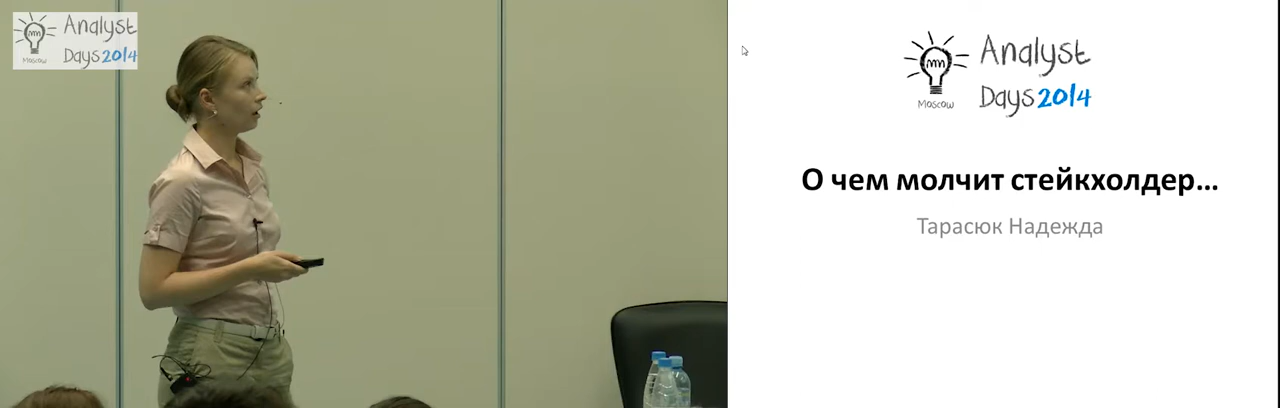 Analyst
Days 2014
Moscow
Analyst
Days 2014
Moscow
О чем молчит стейкхолдер...
Тарасюк Надежда